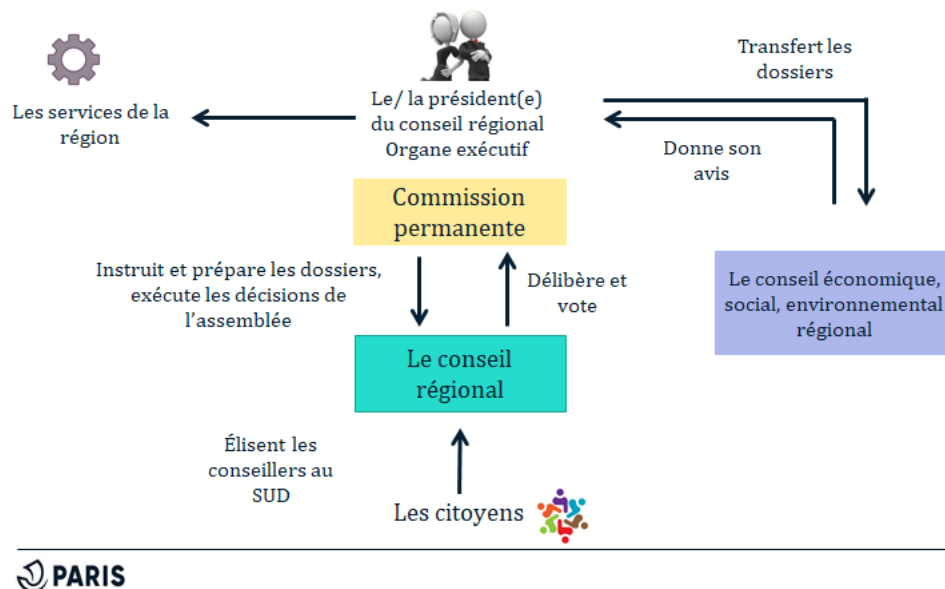 Transfert les
dossiers
Les services de la
région
Le/ la président(e)
du conseil régional
Organe exécutif
Donne son
avis
Commission
permanente
Instruit et prépare les dossiers,
exécute les décisions de
l'assemblée
Délibère et
vote
Le conseil économique,
social, environnemental
régional
Le conseil
régional
Élisent les
conseillers au
SUD
Les citoyens
PARIS